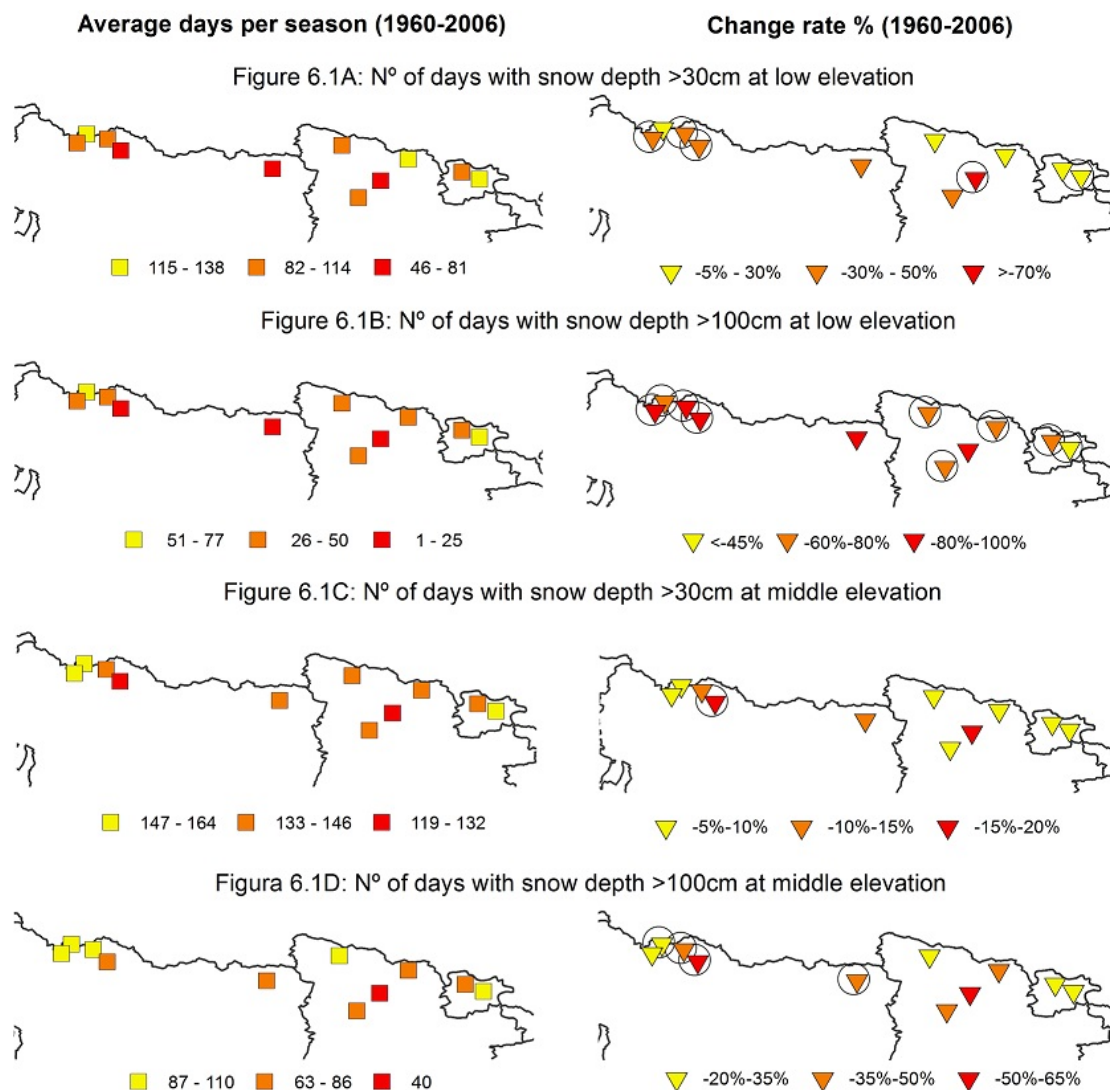 Average days per season (1960-2006)
Change rate % (1960-2006)
Figure 6.1A: Nº of days with snow depth >30cm at low elevation
115 - 138 82 - 114 46 - 81
-5% - 30% -30% - 50% >-70%
Figure 6.1B: Nº of days with snow depth >100cm at low elevation
51 - 77 26 - 50 1 - 25
<-45% -60%-80% -80%-100%
Figure 6.1C: Nº of days with snow depth >30cm at middle elevation
147 - 164 133 - 146 119 - 132
-5%-10% -10%-15% -15%-20%
Figura 6.1D: Nº of days with snow depth >100cm at middle elevation
87 - 110 63 - 86 40
-20%-35% -35%-50% -50%-65%